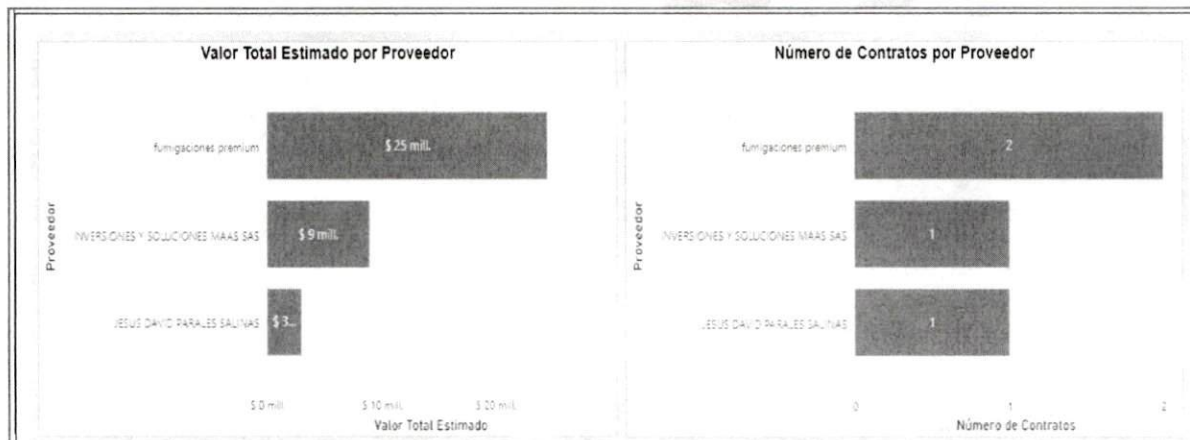 Valor Total Estimado por Proveedor
fumigaciones premium
$ 25 mill.
INVERSIONES Y SOLUCIONES MAAS SAS
$ 9 mill.
JESUS DAVID PARALES SALINAS
$ 3...
Proveedor
$ 0 mill.
$ 10 mill.
$ 20 mill.
Valor Total Estimado
Número de Contratos por Proveedor
fumigaciones premium
2
INVERSIONES Y SOLUCIONES MAAS SAS
1
JESUS DAVID PARALES SALINAS
1
Proveedor
0
1
2
Número de Contratos